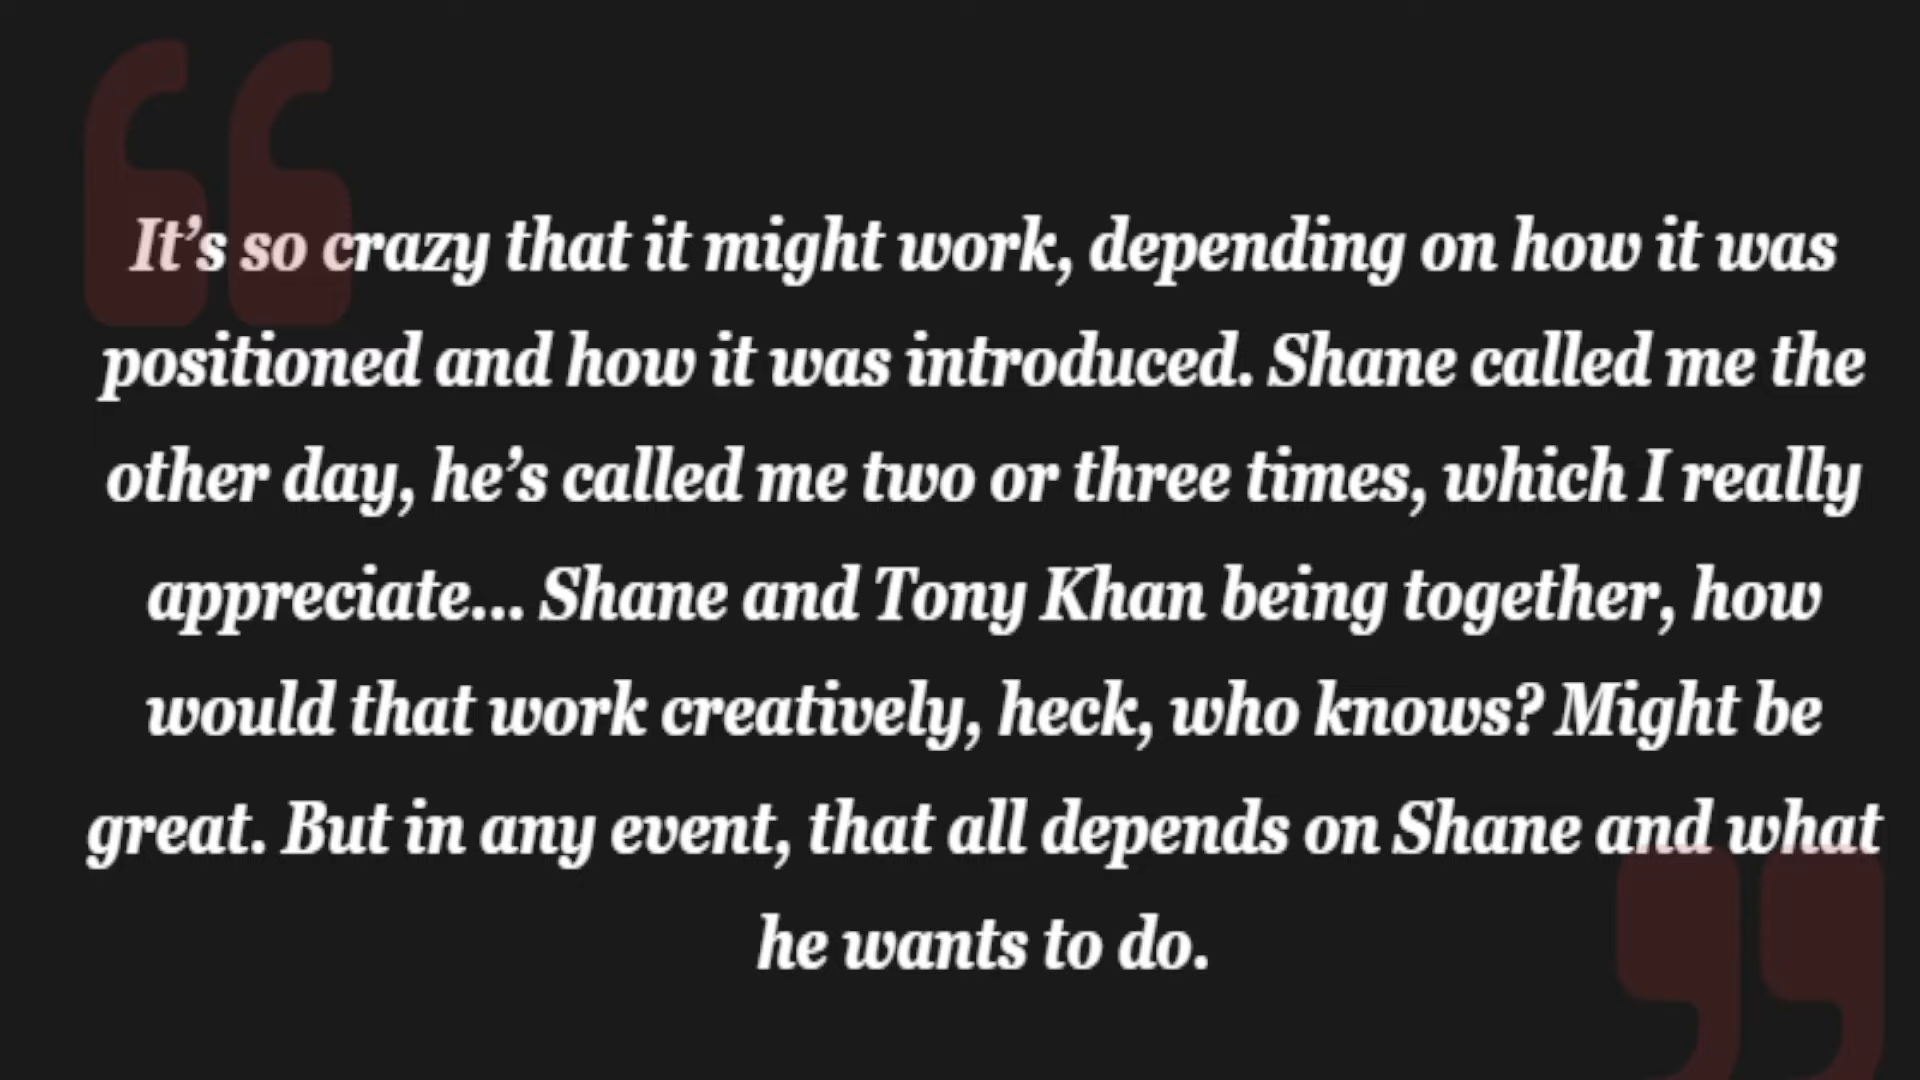 It’s so crazy that it might work, depending on how it was
positioned and how it was introduced. Shane called me the
other day, he’s called me two or three times, which I really
appreciate... Shane and Tony Khan being together, how
would that work creatively, heck, who knows? Might be
great. But in any event, that all depends on Shane and what
he wants to do.